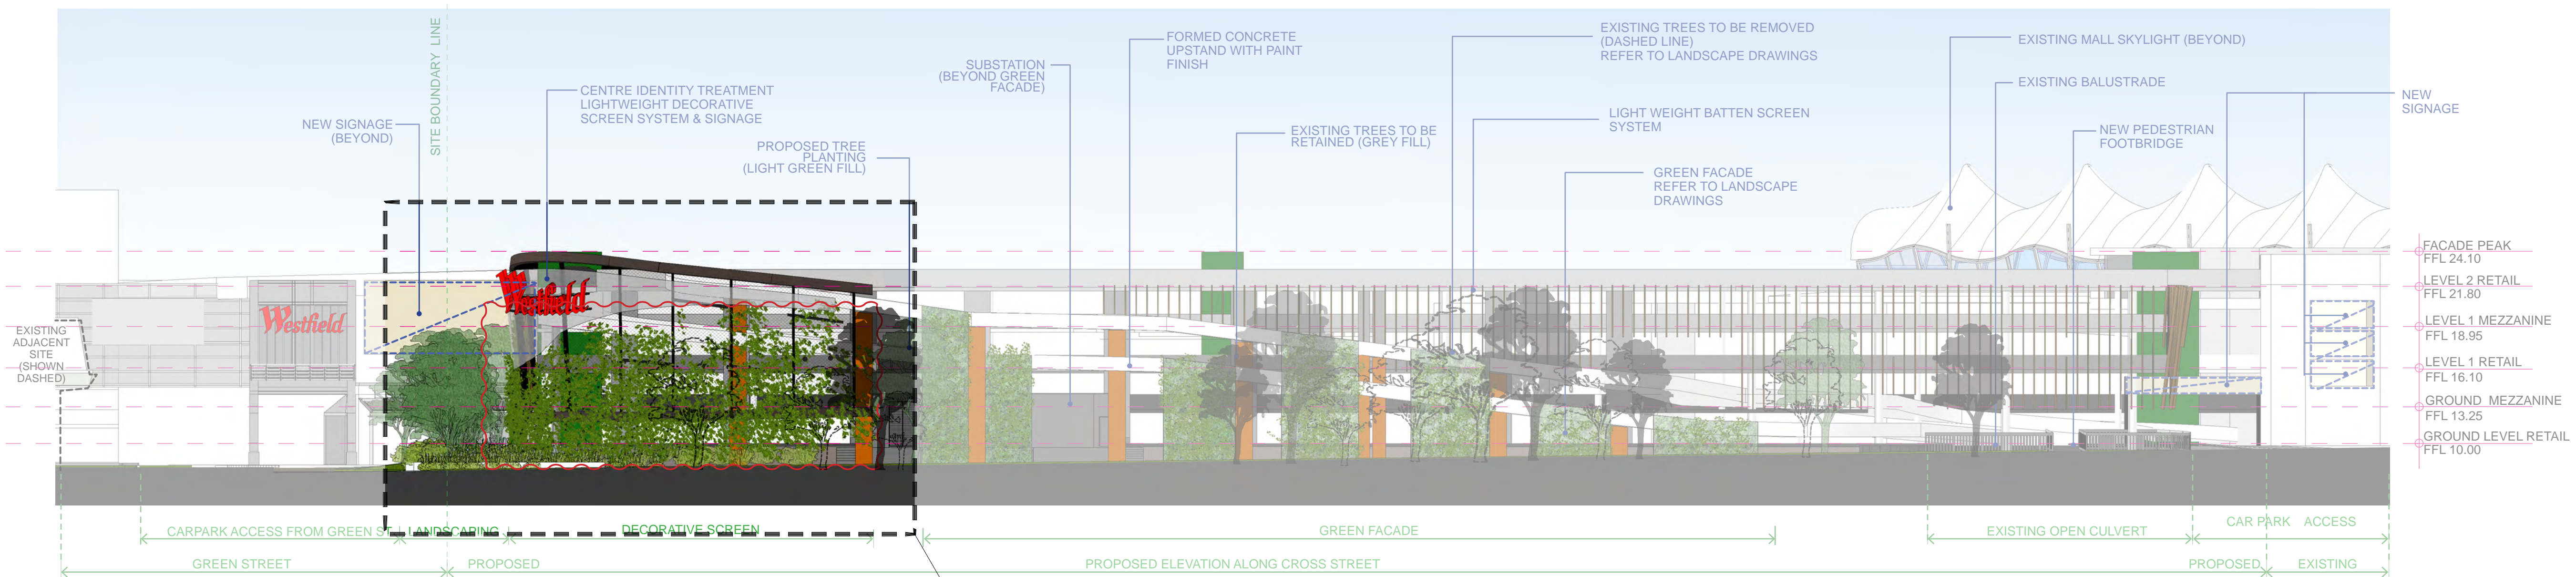 SITE BOUNDARY LINE
NEW SIGNAGE
(BEYOND)
CENTRE IDENTITY TREATMENT
LIGHTWEIGHT DECORATIVE
SCREEN SYSTEM & SIGNAGE
PROPOSED TREE
PLANTING
(LIGHT GREEN FILL)
SUBSTATION
(BEYOND GREEN
FACADE)
FORMED CONCRETE
UPSTAND WITH PAINT
FINISH
EXISTING TREES TO BE
RETAINED (GREY FILL)
EXISTING TREES TO BE REMOVED
(DASHED LINE)
REFER TO LANDSCAPE DRAWINGS
LIGHT WEIGHT BATTEN SCREEN
SYSTEM
GREEN FACADE
REFER TO LANDSCAPE
DRAWINGS
EXISTING MALL SKYLIGHT (BEYOND)
EXISTING BALUSTRADE
NEW PEDESTRIAN
FOOTBRIDGE
NEW
SIGNAGE
EXISTING
ADJACENT
SITE
(SHOWN
DASHED)
Westfield
Westfield
FACADE PEAK
FFL 24.10
LEVEL 2 RETAIL
FFL 21.80
LEVEL 1 MEZZANINE
FFL 18.95
LEVEL 1 RETAIL
FFL 16.10
GROUND MEZZANINE
FFL 13.25
GROUND LEVEL RETAIL
FFL 10.00
CARPARK ACCESS FROM GREEN ST
LANDSCAPING
DECORATIVE SCREEN
GREEN FACADE
EXISTING OPEN CULVERT
CAR PARK ACCESS
GREEN STREET
PROPOSED
PROPOSED ELEVATION ALONG CROSS STREET
PROPOSED
EXISTING